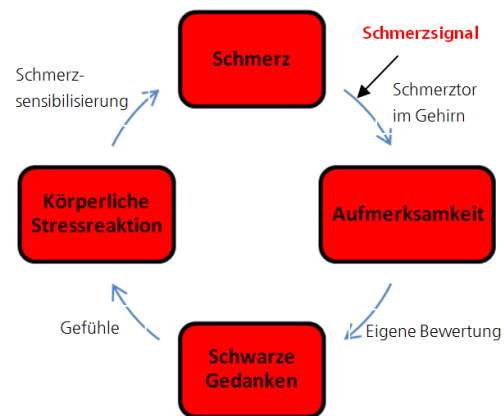 Schmerzsignal
Schmerz
Schmerztor
im Gehirn
Aufmerksamkeit
Eigene Bewertung
Schwarze
Gedanken
Gefühle
Körperliche
Stressreaktion
Schmerz-
sensibilisierung